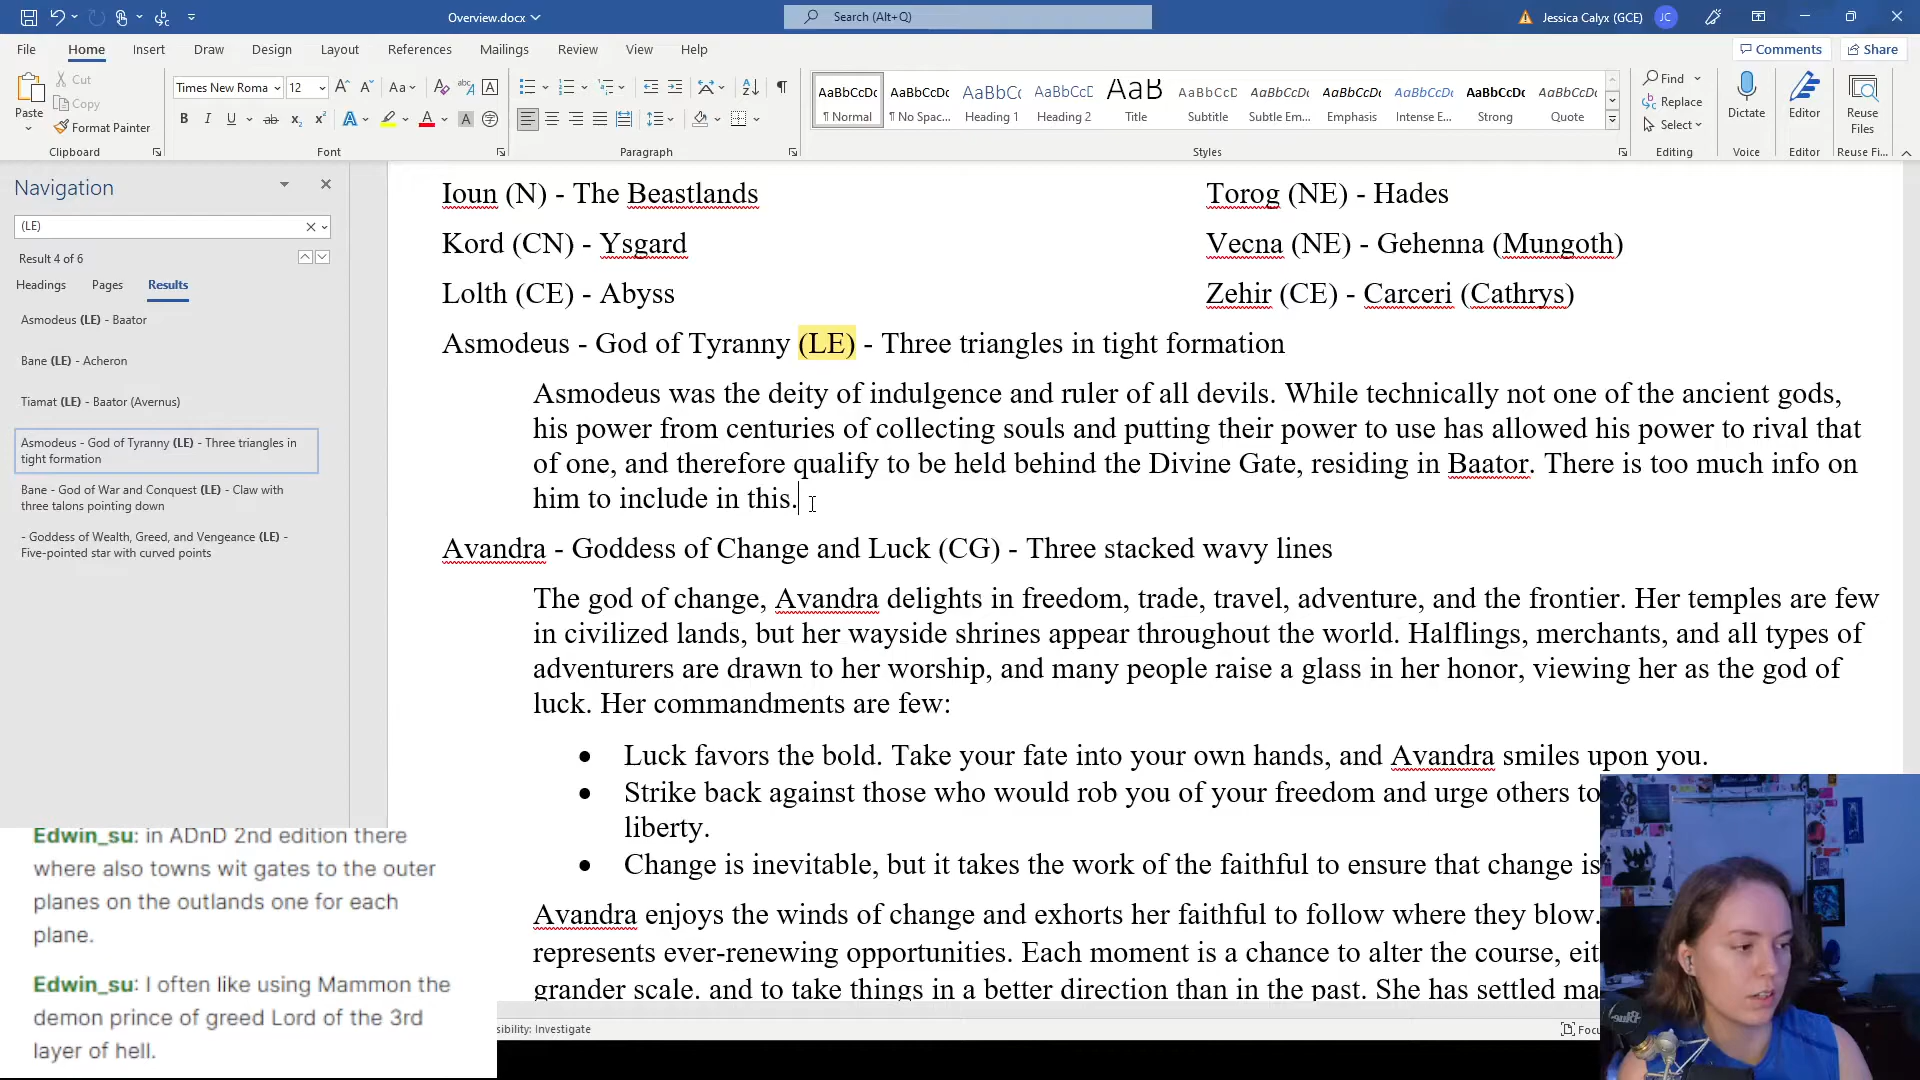 Overview.docx
Search (Alt+Q)
Jessica Calyx (GCE)
JC
File Home Insert Draw Design Layout References Mailings Review View Help
Comments
Share
Paste
Cut
Copy
Format Painter
Clipboard
Times New Roma
12
Font
Paragraph
AaBbCcDc AaBbCcDc AaBbCc AaBbCcD AaB AaBbCcD AaBbCcDc AaBbCcDc AaBbCcDc AaBbCcDc AaBbCcDc
¶ Normal ¶ No Spac... Heading 1 Heading 2 Title Subtitle Subtle Em... Emphasis Intense E... Strong Quote
Styles
Find
Replace
Select
Editing
Dictate
Voice
Editor
Editor
Reuse
Files
Reuse Fi...
Navigation
(LE)
Result 4 of 6
Headings Pages Results
Asmodeus (LE) - Baator
Bane (LE) - Acheron
Tiamat (LE) - Baator (Avernus)
Asmodeus - God of Tyranny (LE) - Three triangles in
tight formation
Bane - God of War and Conquest (LE) - Claw with
three talons pointing down
- Goddess of Wealth, Greed, and Vengeance (LE) -
Five-pointed star with curved points
Ioun (N) - The Beastlands
Torog (NE) - Hades
Kord (CN) - Ysgard
Vecna (NE) - Gehenna (Mungoth)
Lolth (CE) - Abyss
Zehir (CE) - Carceri (Cathrys)
Asmodeus - God of Tyranny (LE) - Three triangles in tight formation
Asmodeus was the deity of indulgence and ruler of all devils. While technically not one of the ancient gods,
his power from centuries of collecting souls and putting their power to use has allowed his power to rival that
of one, and therefore qualify to be held behind the Divine Gate, residing in Baator. There is too much info on
him to include in this.
Avandra - Goddess of Change and Luck (CG) - Three stacked wavy lines
The god of change, Avandra delights in freedom, trade, travel, adventure, and the frontier. Her temples are few
in civilized lands, but her wayside shrines appear throughout the world. Halflings, merchants, and all types of
adventurers are drawn to her worship, and many people raise a glass in her honor, viewing her as the god of
luck. Her commandments are few:
• Luck favors the bold. Take your fate into your own hands, and Avandra smiles upon you.
• Strike back against those who would rob you of your freedom and urge others to
liberty.
• Change is inevitable, but it takes the work of the faithful to ensure that change is
Avandra enjoys the winds of change and exhorts her faithful to follow where they blow.
represents ever-renewing opportunities. Each moment is a chance to alter the course, eit
grander scale. and to take things in a better direction than in the past. She has settled ma
Edwin_su: in ADnD 2nd edition there
where also towns wit gates to the outer
planes on the outlands one for each
plane.
Edwin_su: I often like using Mammon the
demon prince of greed Lord of the 3rd
layer of hell.
sibility: Investigate
Focu